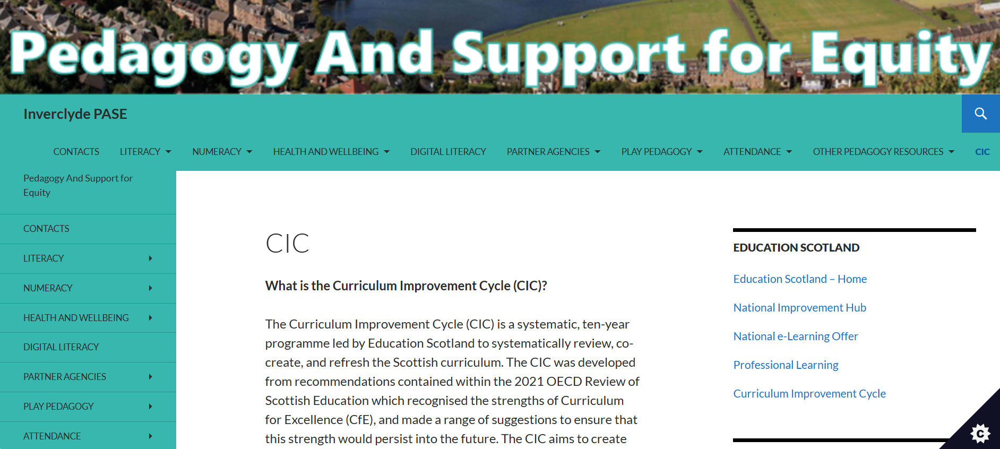 Pedagogy And Support for Equity
Inverclyde PASE
CONTACTS LITERACY NUMERACY HEALTH AND WELLBEING DIGITAL LITERACY PARTNER AGENCIES PLAY PEDAGOGY ATTENDANCE OTHER PEDAGOGY RESOURCES CIC
Pedagogy And Support for
Equity
CONTACTS
LITERACY
NUMERACY
HEALTH AND WELLBEING
DIGITAL LITERACY
PARTNER AGENCIES
PLAY PEDAGOGY
ATTENDANCE
CIC
What is the Curriculum Improvement Cycle (CIC)?
The Curriculum Improvement Cycle (CIC) is a systematic, ten-year
programme led by Education Scotland to systematically review, co-
create, and refresh the Scottish curriculum. The CIC was developed
from recommendations contained within the 2021 OECD Review of
Scottish Education which recognised the strengths of Curriculum
for Excellence (CfE), and made a range of suggestions to ensure that
this strength would persist into the future. The CIC aims to create
EDUCATION SCOTLAND
Education Scotland – Home
National Improvement Hub
National e-Learning Offer
Professional Learning
Curriculum Improvement Cycle
C